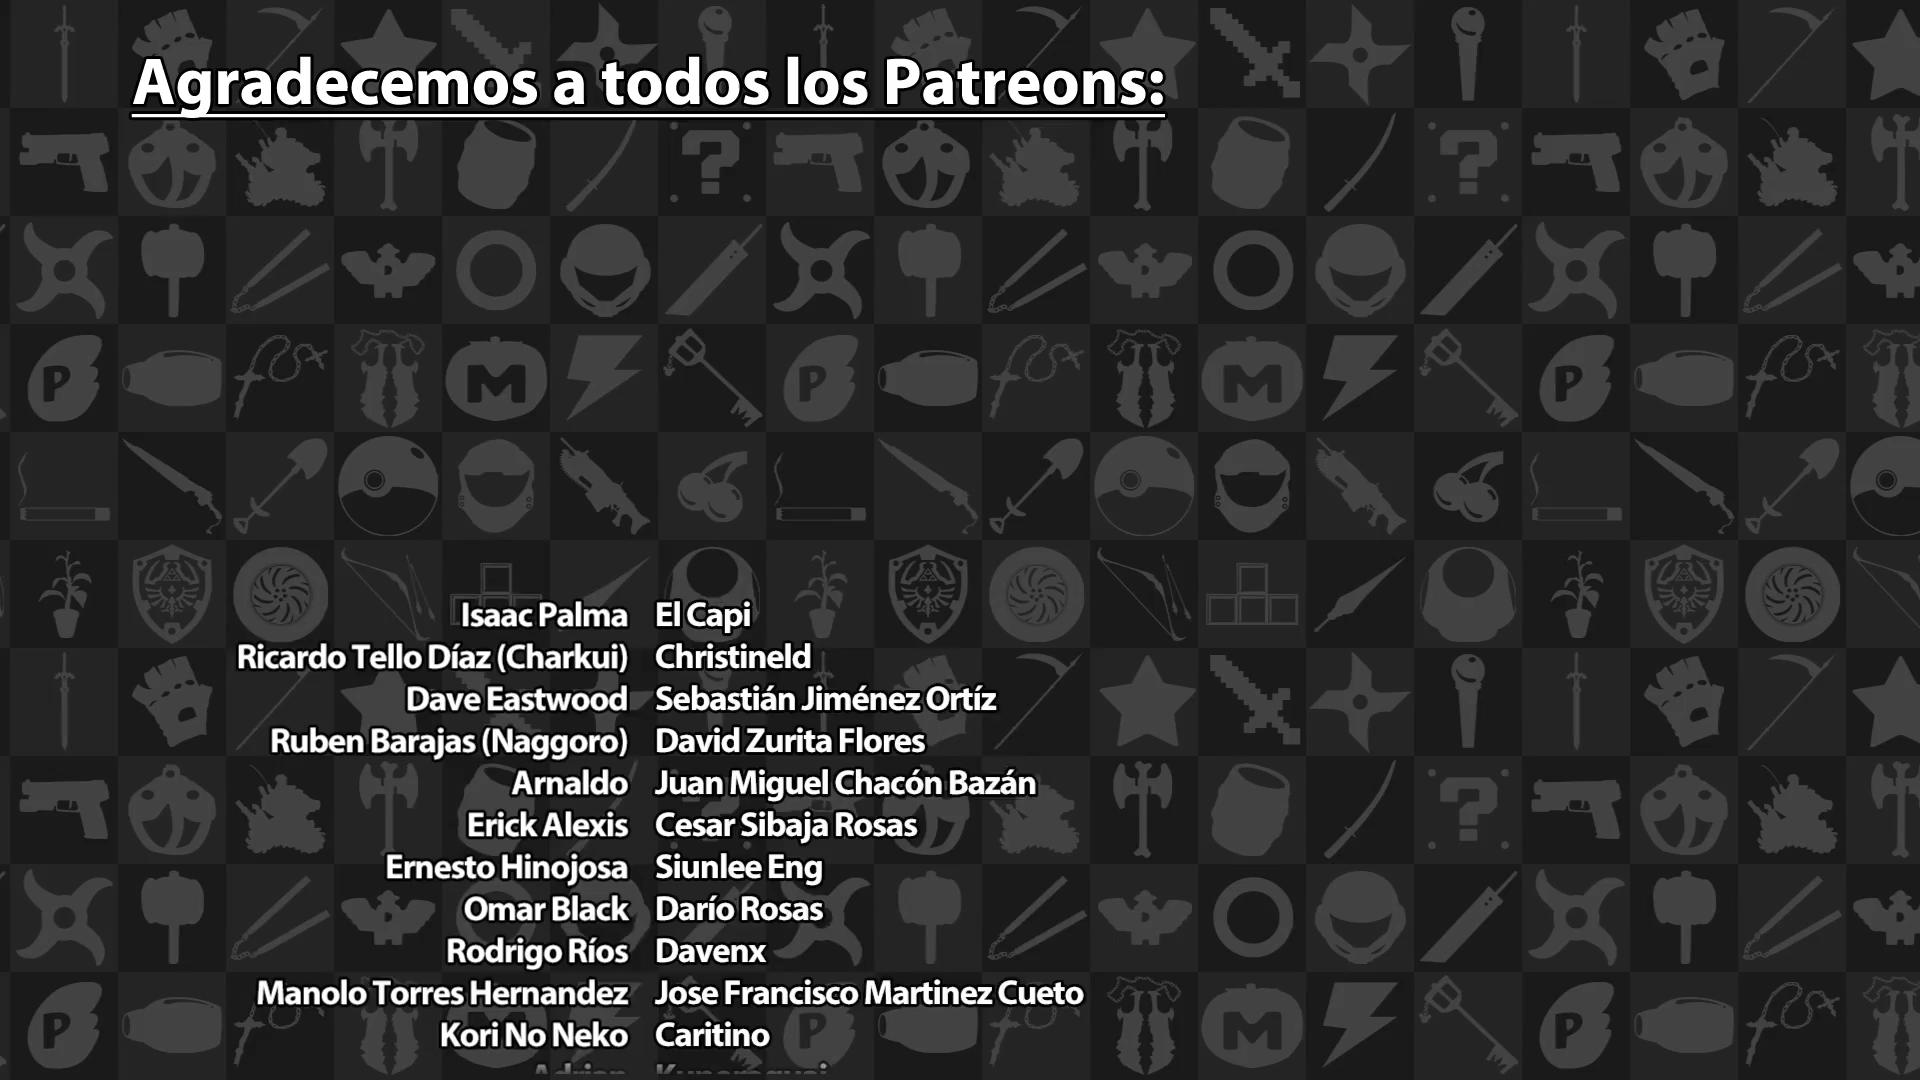 Agradecemos a todos los Patreons:
Isaac Palma El Capi
Ricardo Tello Díaz (Charkui) Christineld
Dave Eastwood Sebastián Jiménez Ortíz
Ruben Barajas (Naggoro) David Zurita Flores
Arnaldo Juan Miguel Chacón Bazán
Erick Alexis Cesar Sibaja Rosas
Ernesto Hinojosa Siunlee Eng
Omar Black Darío Rosas
Rodrigo Ríos Davenx
Manolo Torres Hernandez Jose Francisco Martinez Cueto
Kori No Neko Caritino